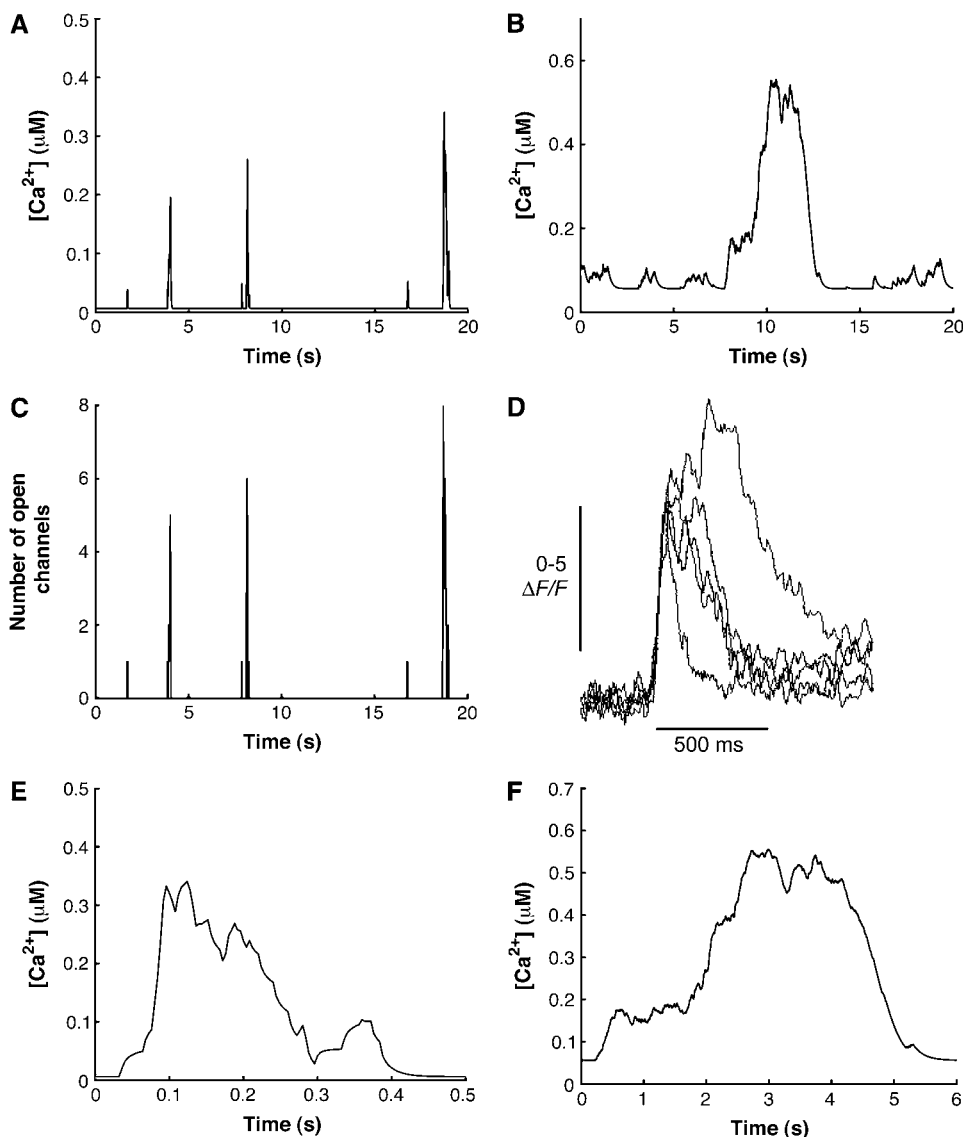 A
0.5
0.4
0.3
0.2
0.1
0
[Ca2+] (μM)
0 5 10 15 20
Time (s)
B
0.6
0.4
0.2
0
[Ca2+] (μM)
0 5 10 15 20
Time (s)
C
8
6
4
2
0
Number of open
channels
0 5 10 15 20
Time (s)
D
0-5
ΔF/F
500 ms
E
0.5
0.4
0.3
0.2
0.1
0
[Ca2+] (μM)
0 0.1 0.2 0.3 0.4 0.5
Time (s)
F
0.7
0.6
0.5
0.4
0.3
0.2
0.1
0
[Ca2+] (μM)
0 1 2 3 4 5 6
Time (s)